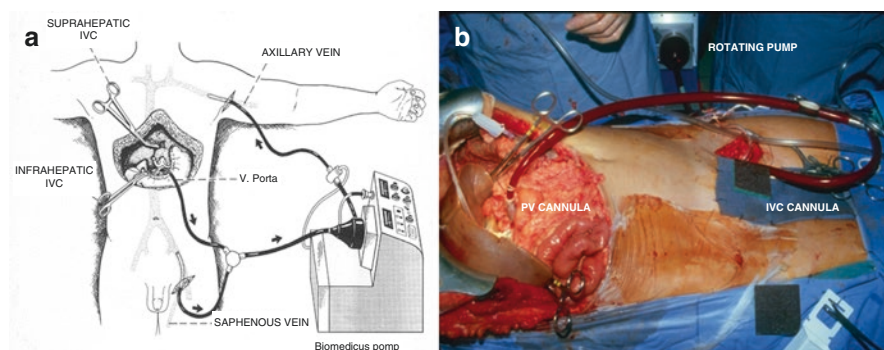 a
SUPRAHEPATIC
IVC
AXILLARY VEIN
INFRAHEPATIC
IVC
V. Porta
SAPHENOUS VEIN
Biomedicus pomp
b
ROTATING PUMP
PV CANNULA
IVC CANNULA